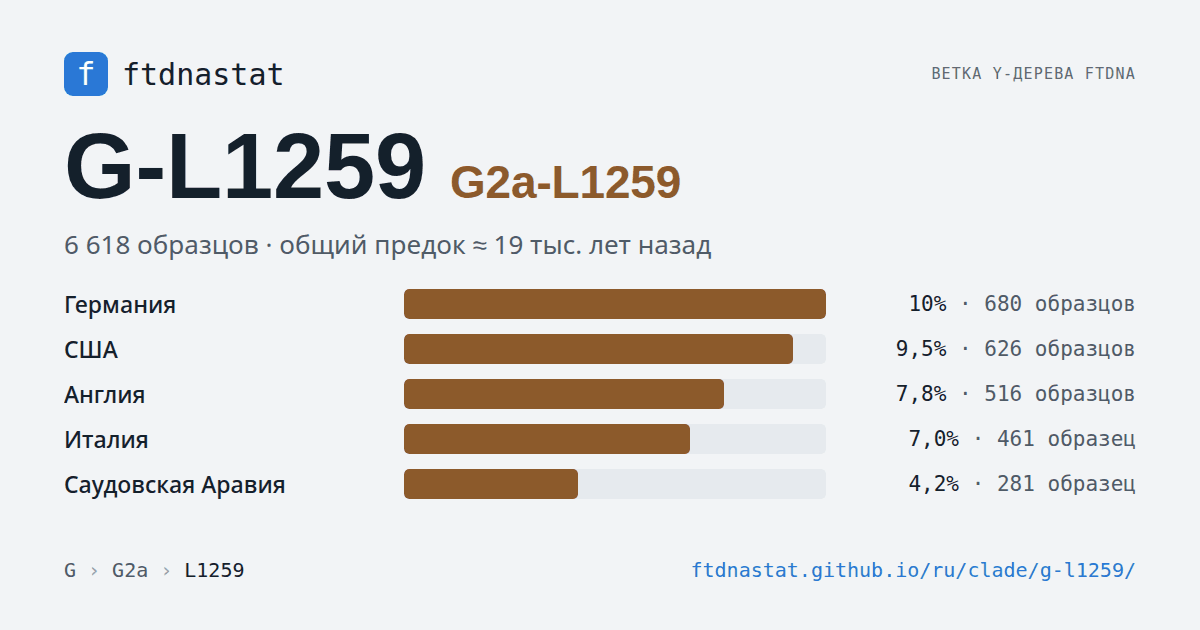 f ftdnastat
ВЕТКА Y-ДЕРЕВА FTDNA
G-L1259 G2a-L1259
6 618 образцов · общий предок ≈ 19 тыс. лет назад
Германия 10% · 680 образцов
США 9,5% · 626 образцов
Англия 7,8% · 516 образцов
Италия 7,0% · 461 образец
Саудовская Аравия 4,2% · 281 образец
G › G2a › L1259
ftdnastat.github.io/ru/clade/g-l1259/